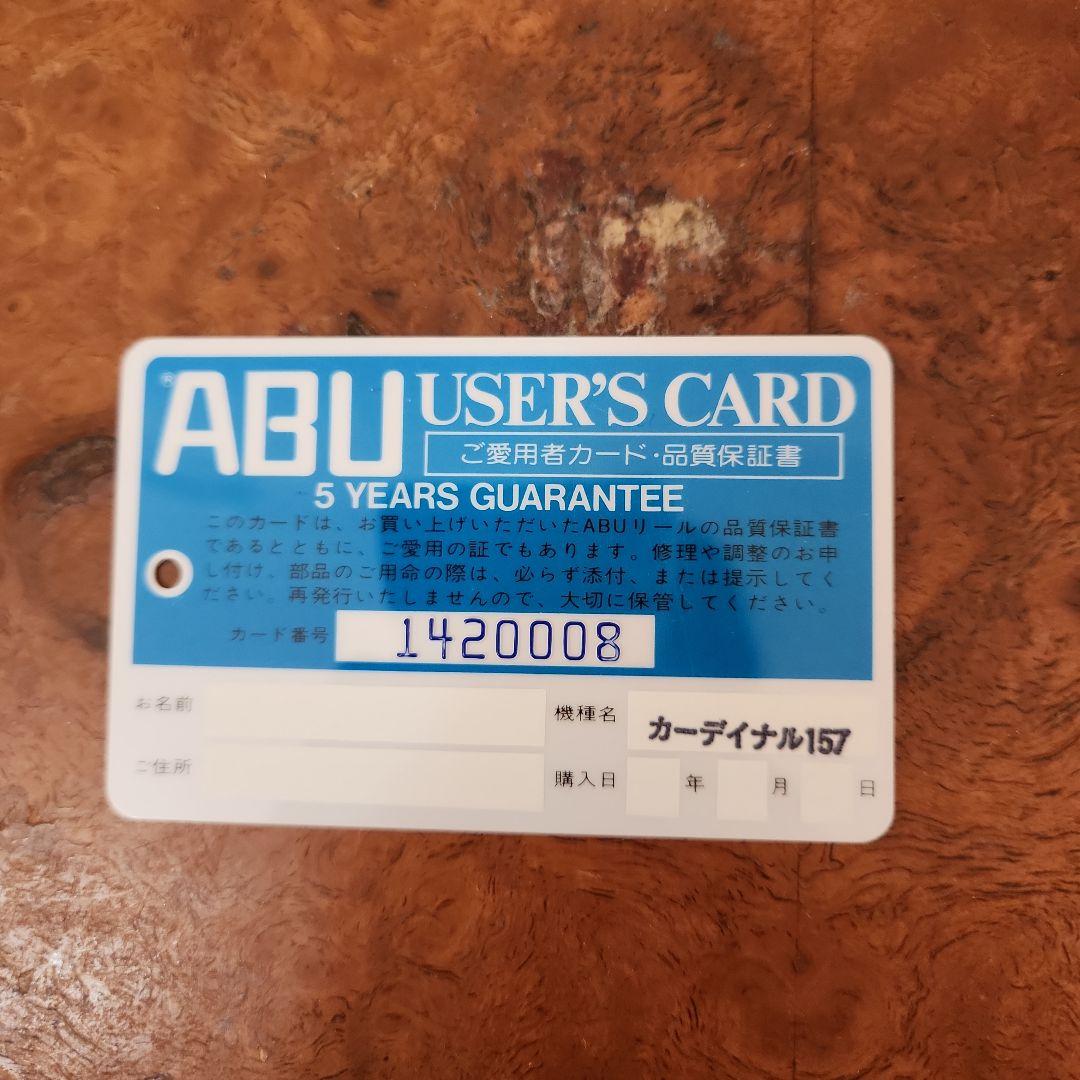 ®ABU USER'S CARD
ご愛用者カード・品質保証書
5 YEARS GUARANTEE
このカードは、お買い上げいただいたABUリールの品質保証書
であるとともに、ご愛用の証でもあります。修理や調整のお申
し付け、部品のご用命の際は、必らず添付、または提示してく
ださい。再発行いたしませんので、大切に保管してください。
カード番号 1420008
お名前
機種名 カーデイナル157
ご住所
購入日 年 月 日